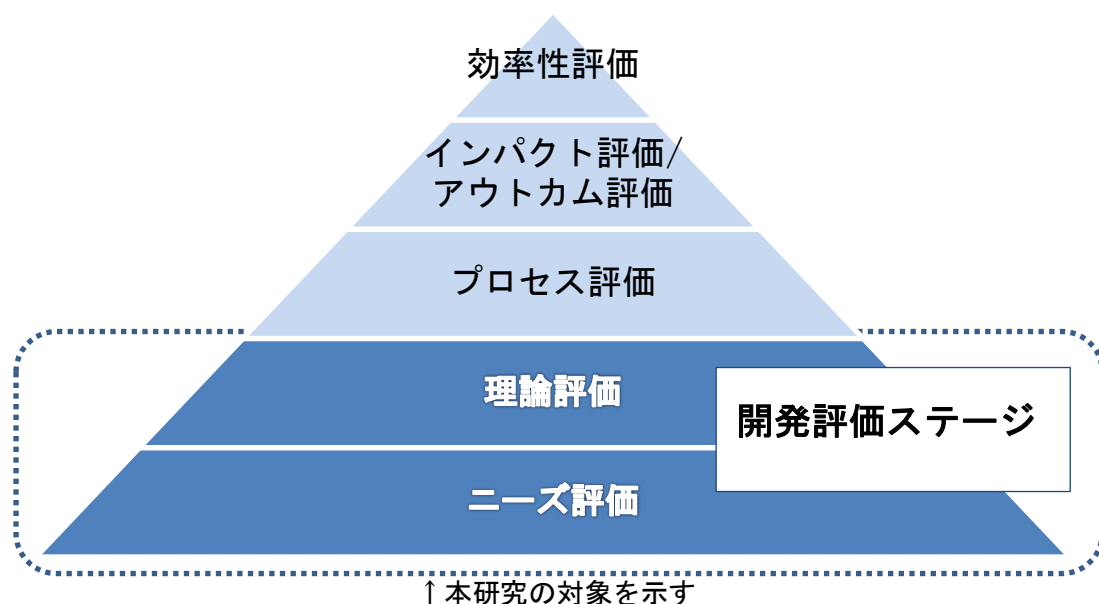 効率性評価
インパクト評価/
アウトカム評価
プロセス評価
理論評価
開発評価ステージ
ニーズ評価
↑本研究の対象を示す